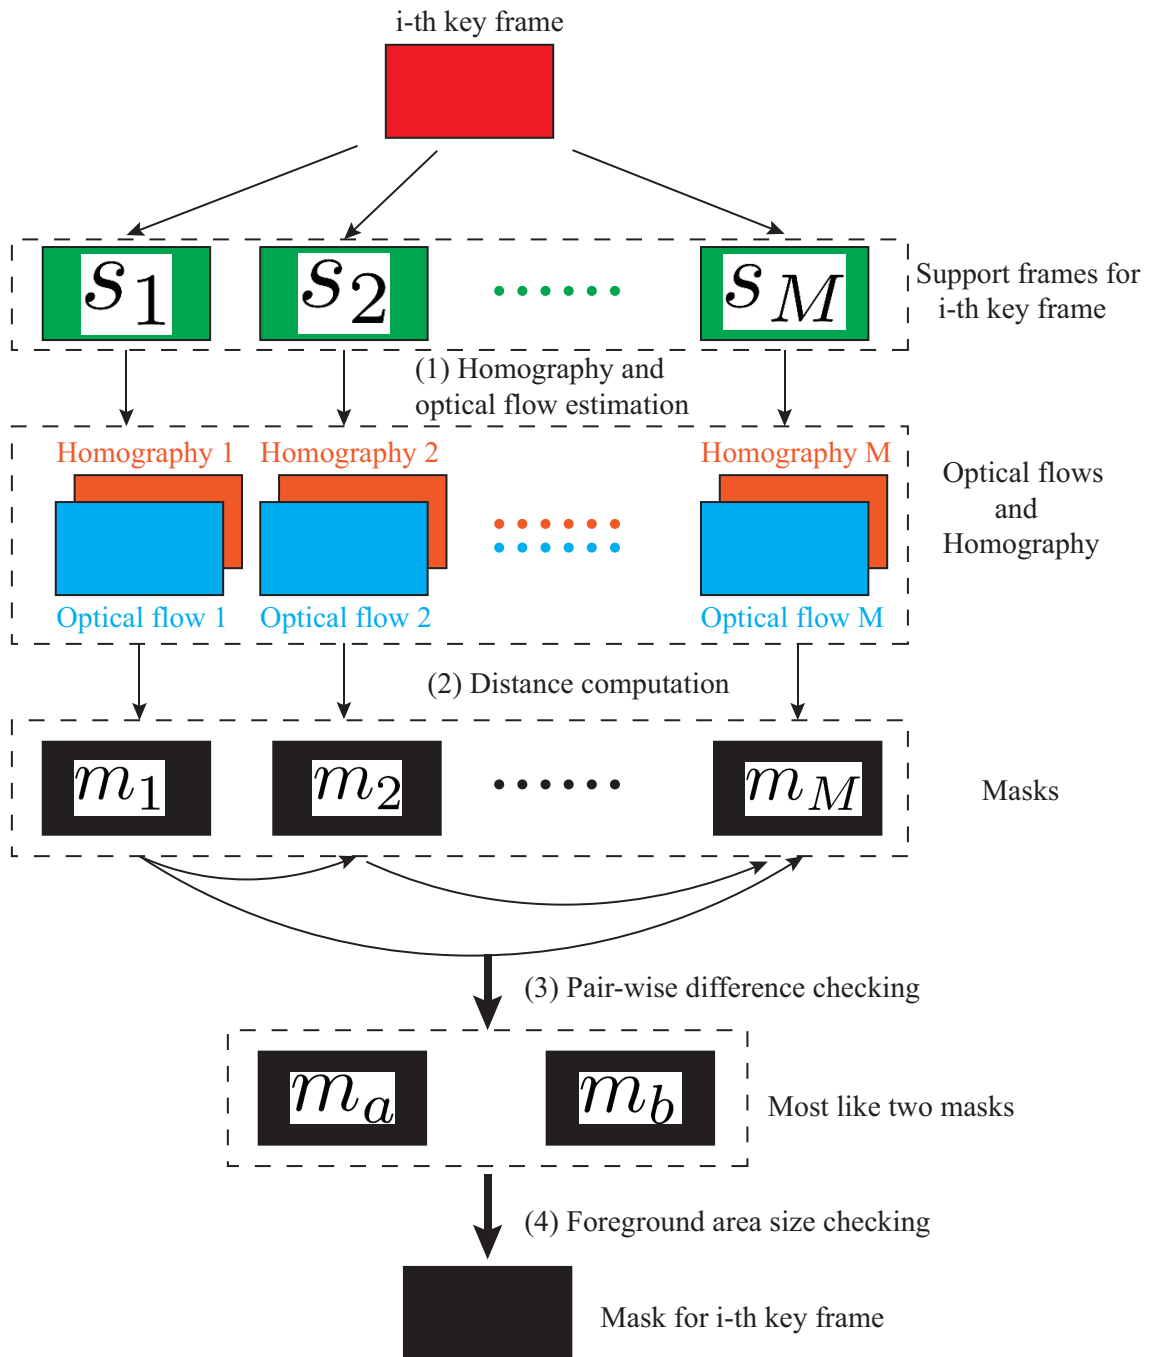 i-th key frame
s1 s2 sM
Support frames for
i-th key frame
(1) Homography and
optical flow estimation
Homography 1 Homography 2 Homography M
Optical flows
and
Homography
Optical flow 1 Optical flow 2 Optical flow M
(2) Distance computation
m1 m2 mM
Masks
(3) Pair-wise difference checking
ma mb
Most like two masks
(4) Foreground area size checking
Mask for i-th key frame